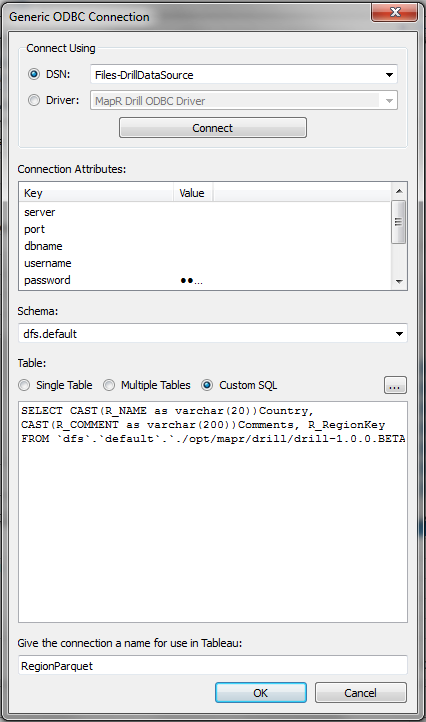 Generic ODBC Connection
Connect Using
DSN: Files-DrillDataSource
Driver: MapR Drill ODBC Driver
Connect
Connection Attributes:
Key Value
server
port
dbname
username
password ●●...
Schema:
dfs.default
Table:
Single Table Multiple Tables Custom SQL ...
SELECT CAST(R_NAME as varchar(20))Country,
CAST(R_COMMENT as varchar(200))Comments, R_RegionKey
FROM `dfs`.`default`.`./opt/mapr/drill/drill-1.0.0.BETA
Give the connection a name for use in Tableau:
RegionParquet
OK Cancel